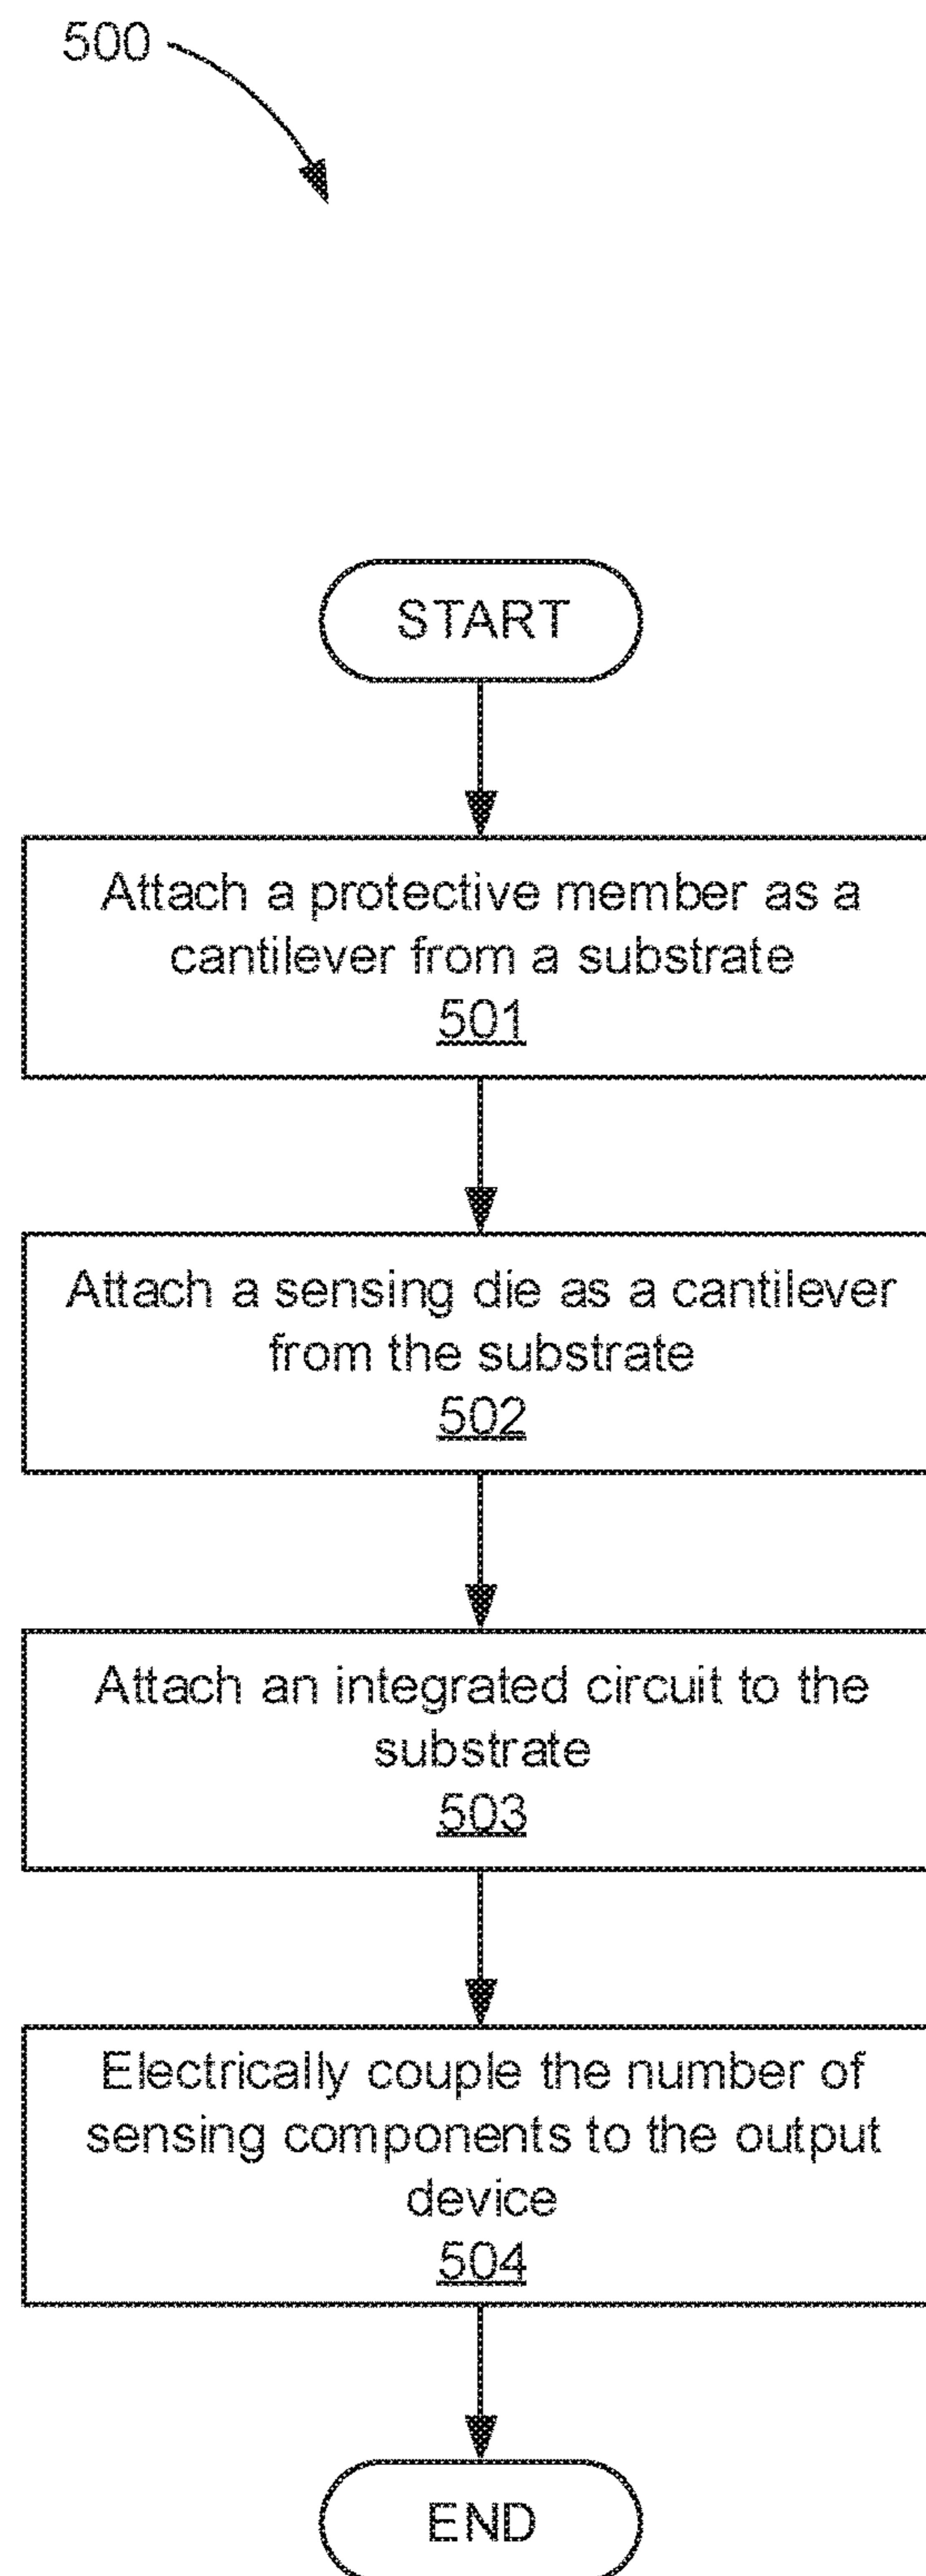 500
START
Attach a protective member as a
cantilever from a substrate
501
Attach a sensing die as a cantilever
from the substrate
502
Attach an integrated circuit to the
substrate
503
Electrically couple the number of
sensing components to the output
device
504
END